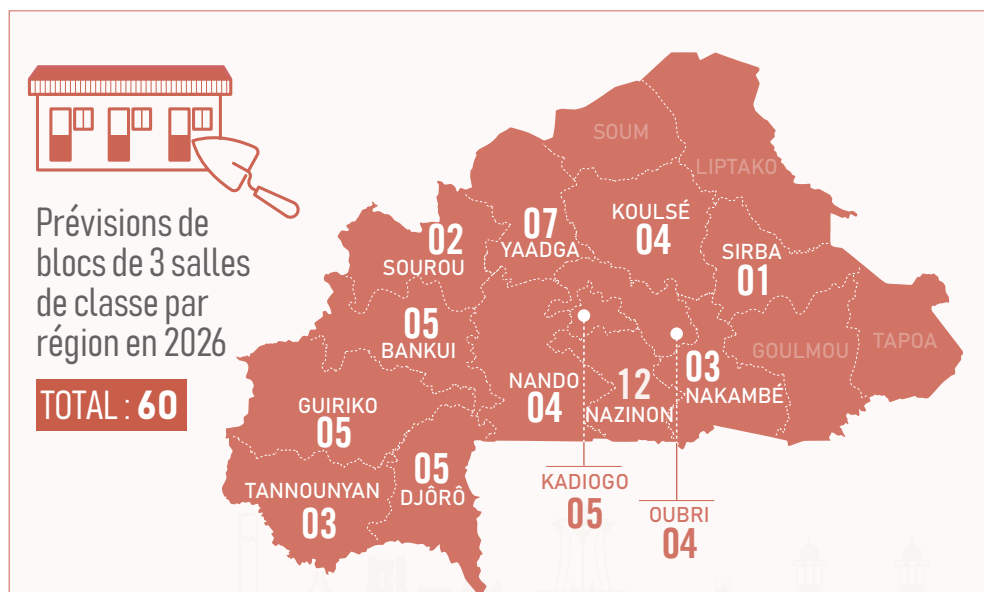 Prévisions de
blocs de 3 salles
de classe par
région en 2026
TOTAL : 60
SOUM
LIPTAKO
KOULSÉ
04
07
YAADGA
02
SOUROU
SIRBA
01
05
BANKUI
GOULMOU
TAPOA
NANDO
04
12
NAZINON
03
NAKAMBÉ
GUIRIKO
05
05
DJÔRÔ
TANNOUNYAN
03
KADIOGO
05
OUBRI
04